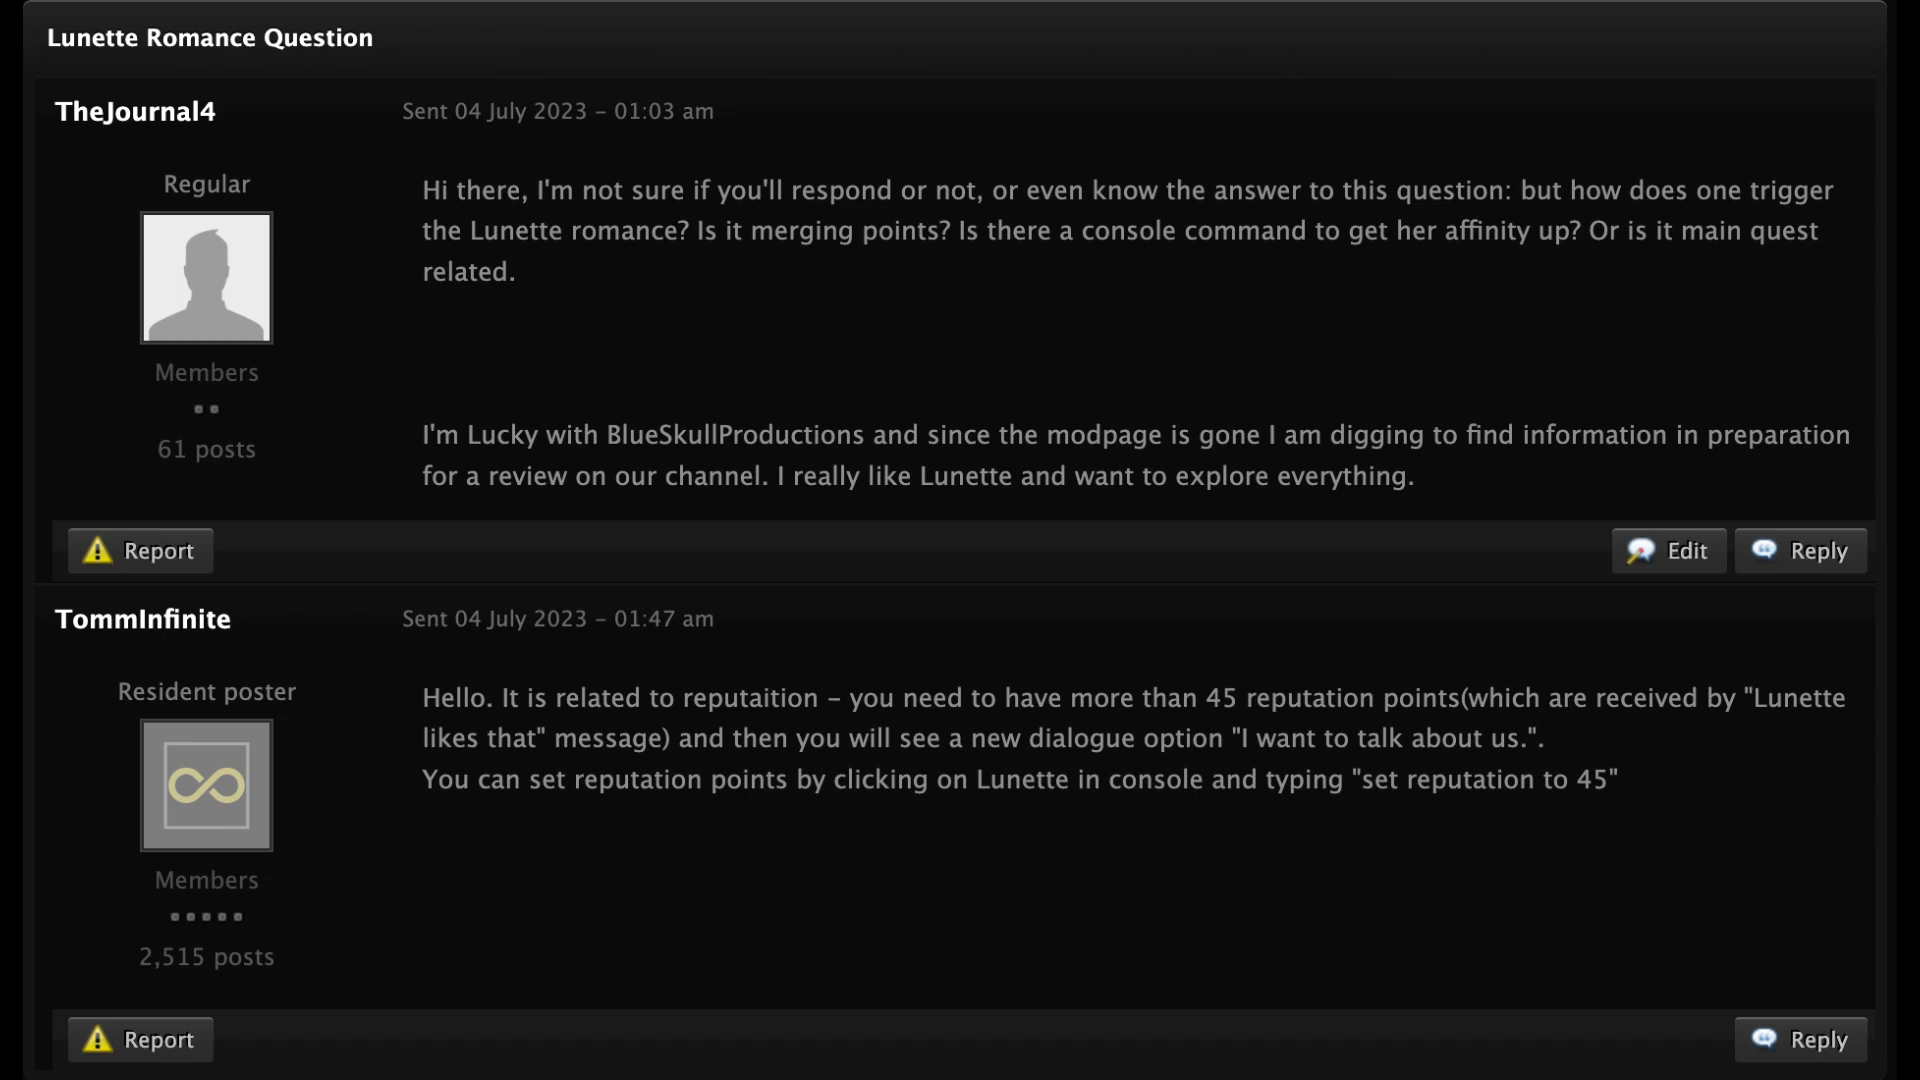 Lunette Romance Question
TheJournal4
Sent 04 July 2023 – 01:03 am
Regular
Hi there, I'm not sure if you'll respond or not, or even know the answer to this question: but how does one trigger
the Lunette romance? Is it merging points? Is there a console command to get her affinity up? Or is it main quest
related.
Members
61 posts
I'm Lucky with BlueSkullProductions and since the modpage is gone I am digging to find information in preparation
for a review on our channel. I really like Lunette and want to explore everything.
Report
Edit
Reply
TommInfinite
Sent 04 July 2023 – 01:47 am
Resident poster
Hello. It is related to reputaition – you need to have more than 45 reputation points(which are received by "Lunette
likes that" message) and then you will see a new dialogue option "I want to talk about us.".
You can set reputation points by clicking on Lunette in console and typing "set reputation to 45"
Members
2,515 posts
Report
Reply